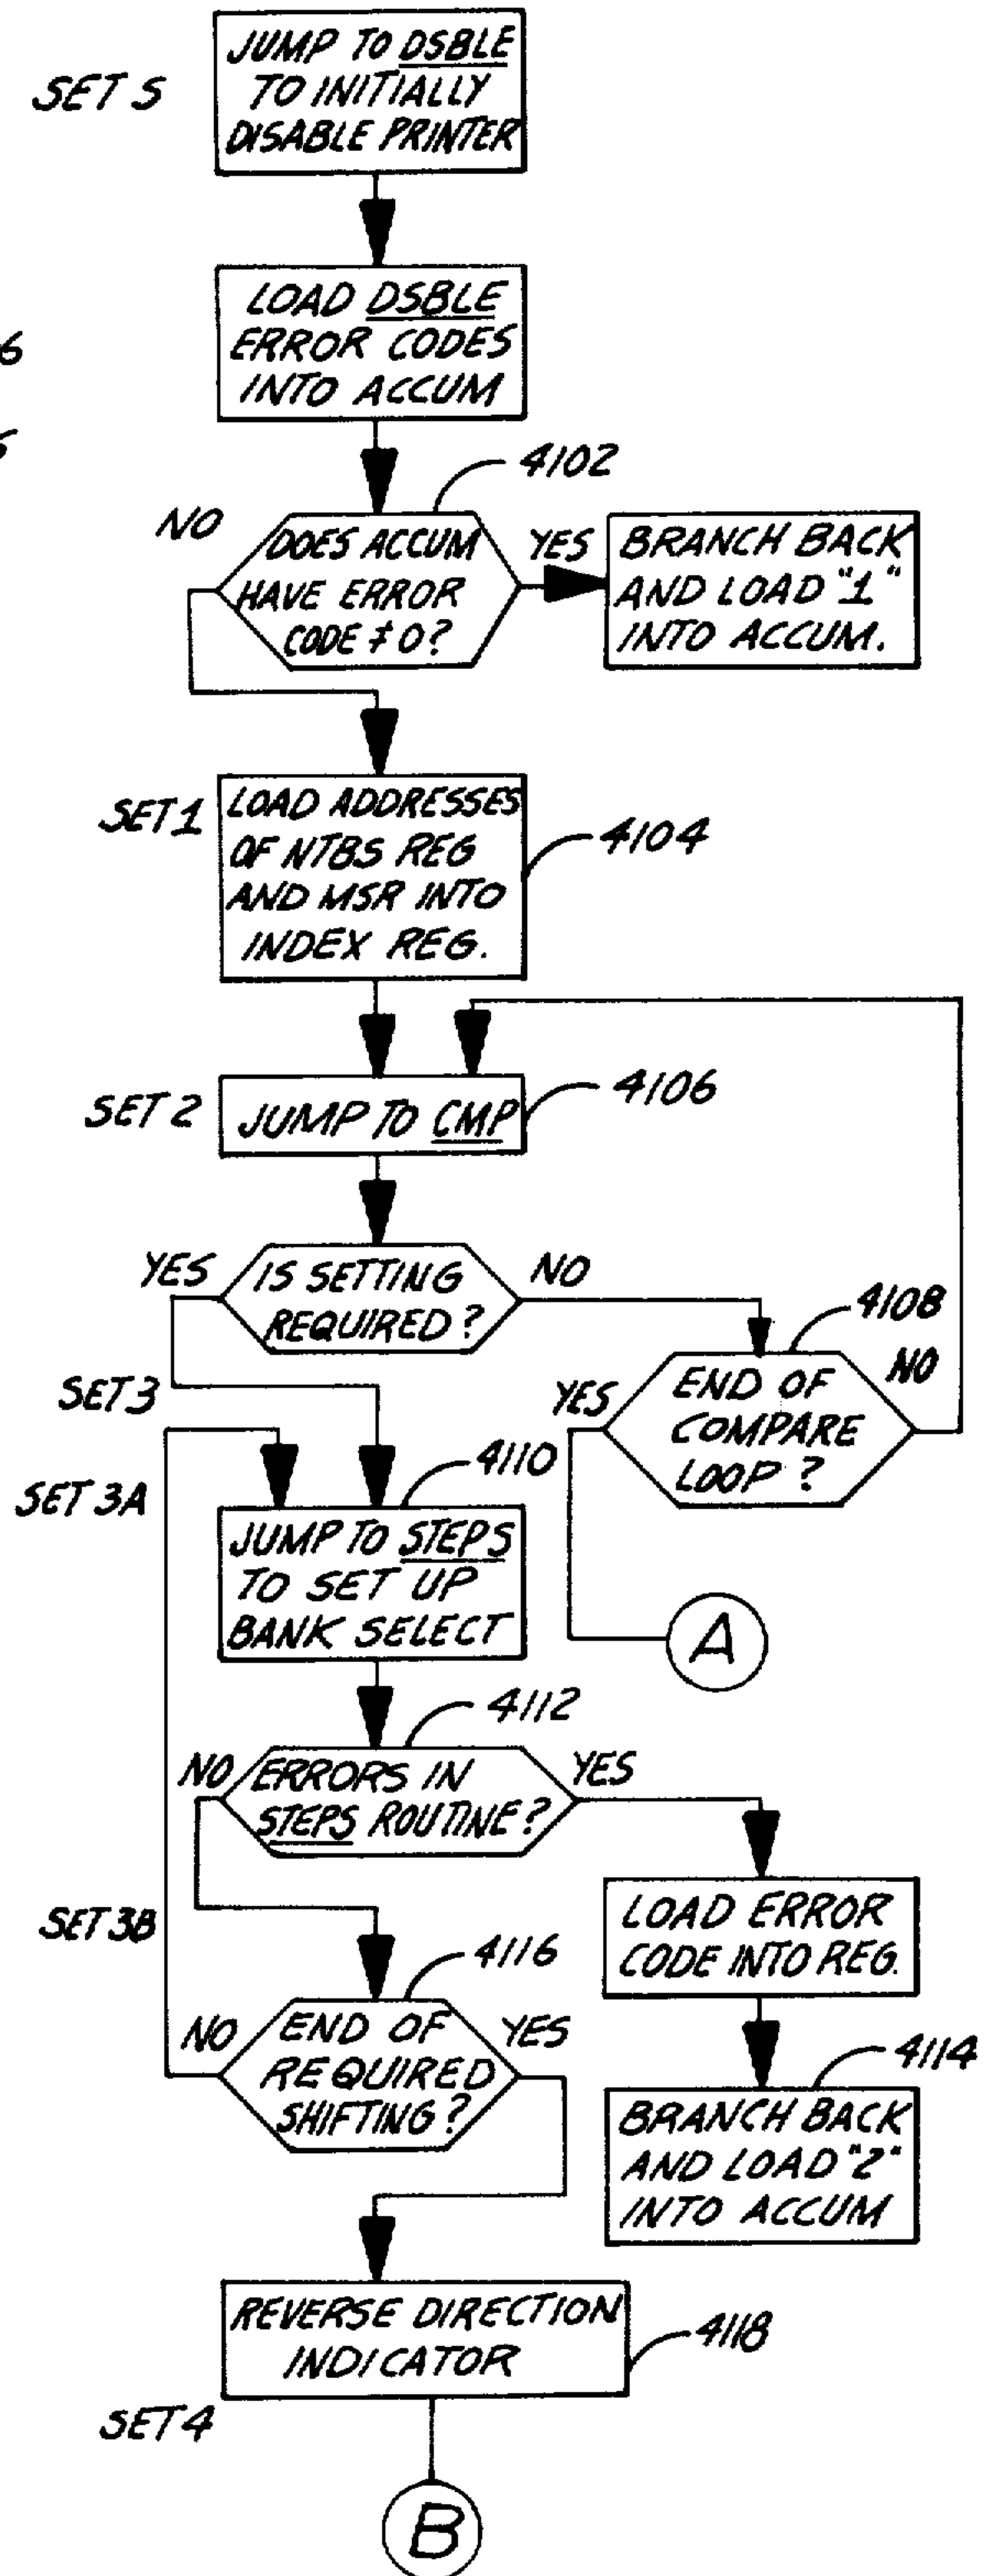 SET S
JUMP TO DSBLE
TO INITIALLY
DISABLE PRINTER
LOAD DSBLE
ERROR CODES
INTO ACCUM
6
5
4102
NO
DOES ACCUM
HAVE ERROR
CODE ≠ 0?
YES
BRANCH BACK
AND LOAD "1"
INTO ACCUM.
SET 1
LOAD ADDRESSES
OF NTBS REG
AND MSR INTO
INDEX REG.
4104
SET 2
JUMP TO CMP
4106
YES
IS SETTING
REQUIRED?
NO
4108
SET 3
YES
END OF
COMPARE
LOOP?
NO
A
SET 3A
4110
JUMP TO STEPS
TO SET UP
BANK SELECT
4112
NO
ERRORS IN
STEPS ROUTINE?
YES
LOAD ERROR
CODE INTO REG.
4114
BRANCH BACK
AND LOAD "2"
INTO ACCUM
SET 3B
4116
NO
END OF
REQUIRED
SHIFTING?
YES
REVERSE DIRECTION
INDICATOR
4118
SET 4
B